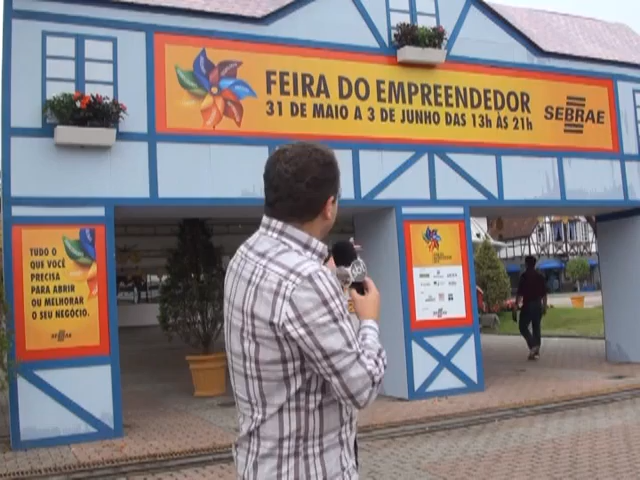 FEIRA DO EMPREENDEDOR
31 DE MAIO A 3 DE JUNHO DAS 13h ÀS 21h
SEBRAE
TUDO O
QUE VOCÊ
PRECISA
PARA ABRIR
OU MELHORAR
O SEU NEGÓCIO.
SEBRAE